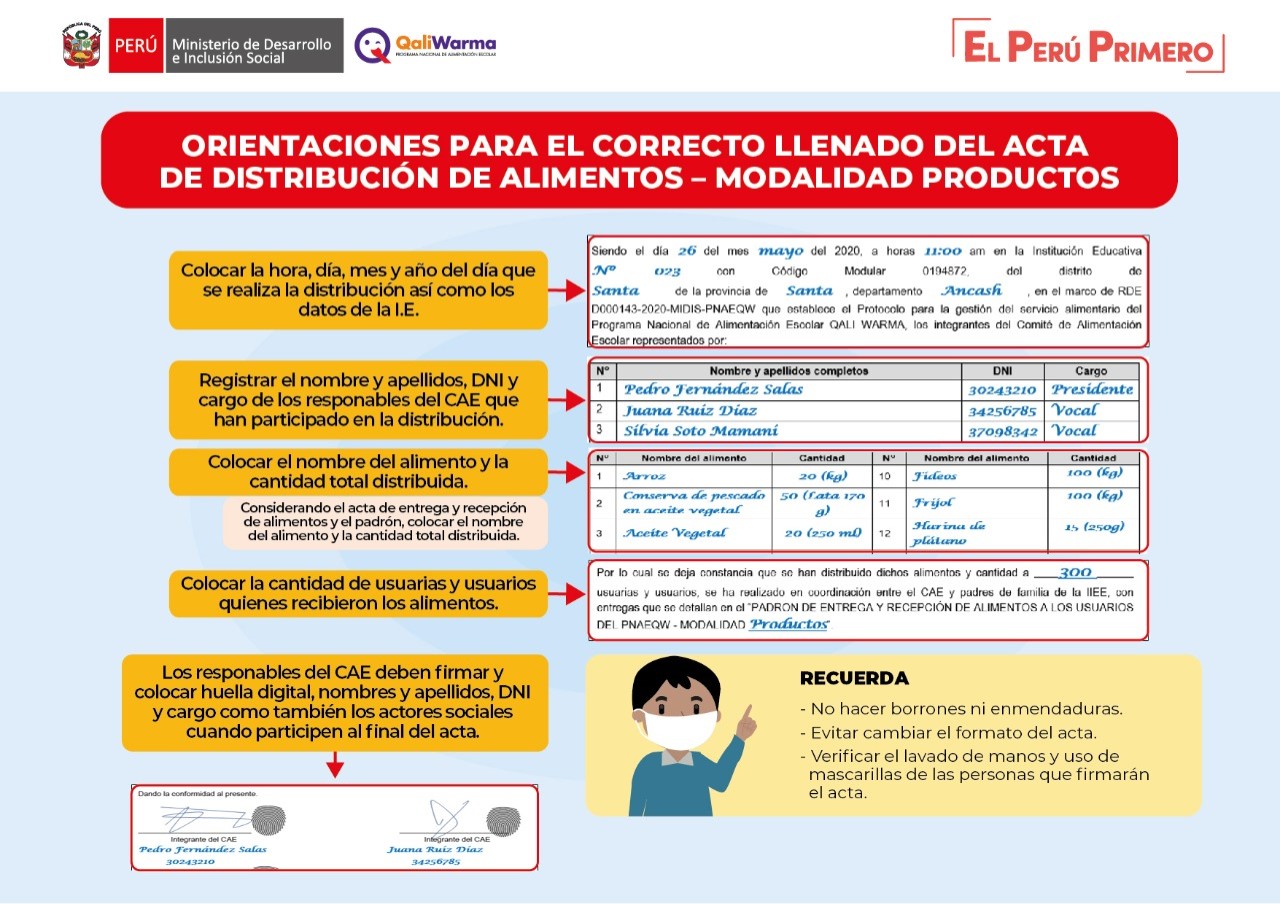 REPÚBLICA DEL PERÚ
PERÚ
Ministerio de Desarrollo
e Inclusión Social
QaliWarma
PROGRAMA NACIONAL DE ALIMENTACIÓN ESCOLAR
EL PERÚ PRIMERO
ORIENTACIONES PARA EL CORRECTO LLENADO DEL ACTA
DE DISTRIBUCIÓN DE ALIMENTOS – MODALIDAD PRODUCTOS
Colocar la hora, día, mes y año del día que
se realiza la distribución así como los
datos de la I.E.
Siendo el día 26 del mes mayo del 2020, a horas 11:00 am en la Institución Educativa
Nº 023 con Código Modular 0194872, del distrito de
Santa de la provincia de Santa , departamento Ancash , en el marco de RDE
D000143-2020-MIDIS-PNAEQW que establece el Protocolo para la gestión del servicio alimentario del
Programa Nacional de Alimentación Escolar QALI WARMA, los integrantes del Comité de Alimentación
Escolar representados por:
Registrar el nombre y apellidos, DNI y
cargo de los responables del CAE que
han participado en la distribución.
Nº Nombre y apellidos completos DNI Cargo
1 Pedro Fernández Salas 30243210 Presidente
2 Juana Ruiz Díaz 34256785 Vocal
3 Silvia Soto Mamani 37098342 Vocal
Colocar el nombre del alimento y la
cantidad total distribuida.
Considerando el acta de entrega y recepción
de alimentos y el padrón, colocar el nombre
del alimento y la cantidad total distribuida.
Nº Nombre del alimento Cantidad Nº Nombre del alimento Cantidad
1 Arroz 20 (kg) 10 Fideos 100 (kg)
2 Conserva de pescado en aceite vegetal 50 (lata 170 g) 11 Frijol 100 (kg)
3 Aceite Vegetal 20 (250 ml) 12 Harina de plátano 15 (250g)
Colocar la cantidad de usuarias y usuarios
quienes recibieron los alimentos.
Por lo cual se deja constancia que se han distribuido dichos alimentos y cantidad a 300
usuarias y usuarios, se ha realizado en coordinación entre el CAE y padres de familia de la IIEE, con
entregas que se detallan en el "PADRON DE ENTREGA Y RECEPCIÓN DE ALIMENTOS A LOS USUARIOS
DEL PNAEQW - MODALIDAD Productos"
Los responables del CAE deben firmar y
colocar huella digital, nombres y apellidos, DNI
y cargo como también los actores sociales
cuando participen al final del acta.
Dando la conformidad al presente.
Integrante del CAE Integrante del CAE
Pedro Fernández Salas Juana Ruiz Díaz
30243210 34256785
RECUERDA
- No hacer borrones ni enmendaduras.
- Evitar cambiar el formato del acta.
- Verificar el lavado de manos y uso de
mascarillas de las personas que firmarán
el acta.